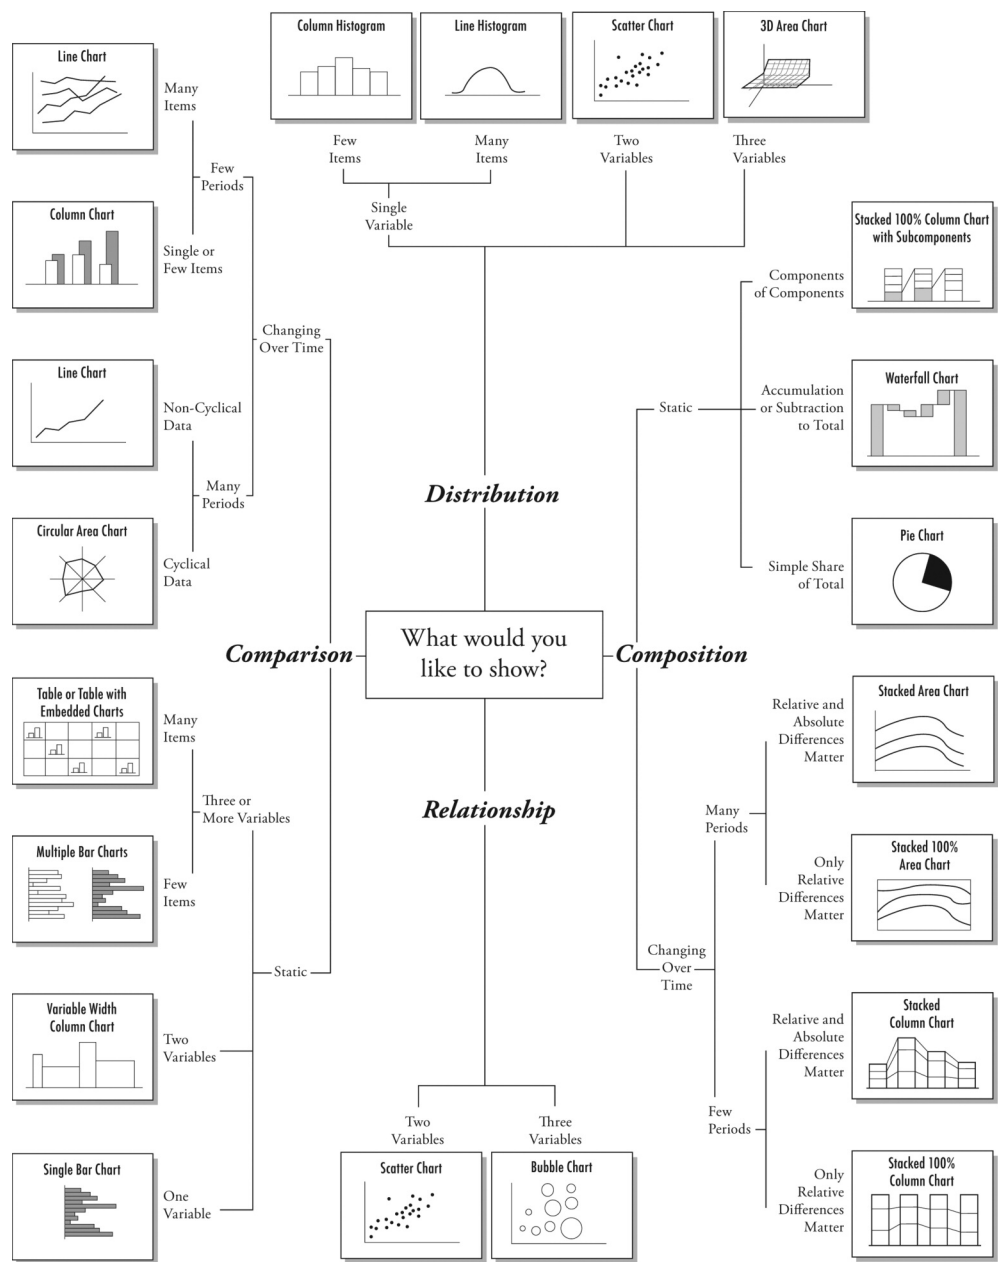 Column Histogram
Line Histogram
Scatter Chart
3D Area Chart
Few
Items
Many
Items
Two
Variables
Three
Variables
Single
Variable
Distribution
Line Chart
Many
Items
Few
Periods
Column Chart
Single or
Few Items
Changing
Over Time
Line Chart
Non-Cyclical
Data
Many
Periods
Circular Area Chart
Cyclical
Data
Comparison
What would you
like to show?
Composition
Table or Table with
Embedded Charts
Many
Items
Three or
More Variables
Multiple Bar Charts
Few
Items
Static
Variable Width
Column Chart
Two
Variables
Single Bar Chart
One
Variable
Relationship
Two
Variables
Three
Variables
Scatter Chart
Bubble Chart
Stacked 100% Column Chart
with Subcomponents
Components
of Components
Static
Accumulation
or Subtraction
to Total
Waterfall Chart
Simple Share
of Total
Pie Chart
Relative and
Absolute
Differences
Matter
Stacked Area Chart
Many
Periods
Only
Relative
Differences
Matter
Stacked 100%
Area Chart
Changing
Over
Time
Relative and
Absolute
Differences
Matter
Stacked
Column Chart
Few
Periods
Only
Relative
Differences
Matter
Stacked 100%
Column Chart